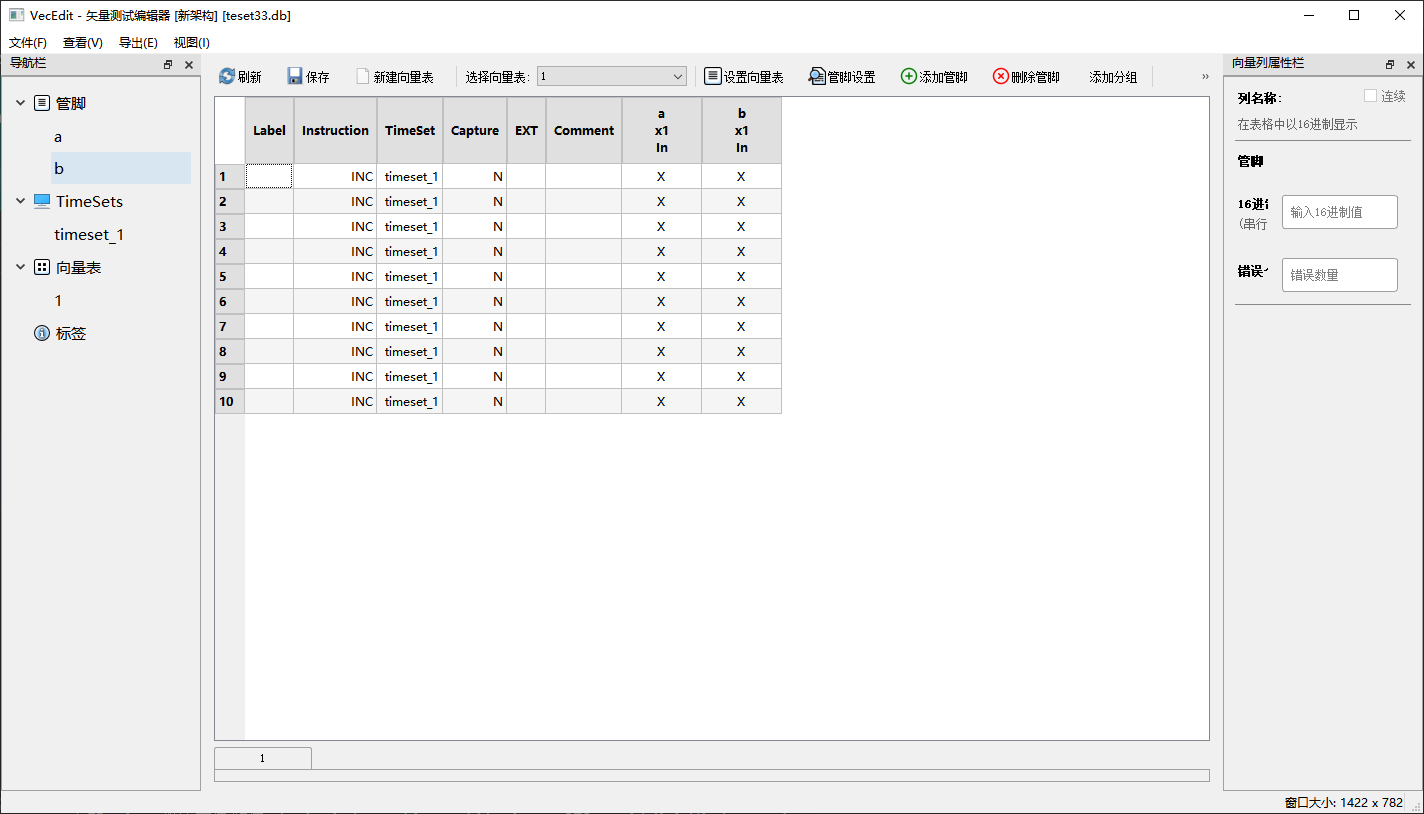 VecEdit - 矢量测试编辑器 [新架构] [teset33.db]
文件(F) 查看(V) 导出(E) 视图(I)
导航栏
管脚
a
b
TimeSets
timeset_1
向量表
1
标签
刷新 保存 新建向量表 选择向量表: 1 设置向量表 管脚设置 添加管脚 删除管脚 添加分组 »
Label Instruction TimeSet Capture EXT Comment a x1 In b x1 In
1 INC timeset_1 N X X
2 INC timeset_1 N X X
3 INC timeset_1 N X X
4 INC timeset_1 N X X
5 INC timeset_1 N X X
6 INC timeset_1 N X X
7 INC timeset_1 N X X
8 INC timeset_1 N X X
9 INC timeset_1 N X X
10 INC timeset_1 N X X
1
向量列属性栏
列名称: 连续
在表格中以16进制显示
管脚
16进制 输入16进制值
(串行
错误个 错误数量
窗口大小: 1422 x 782